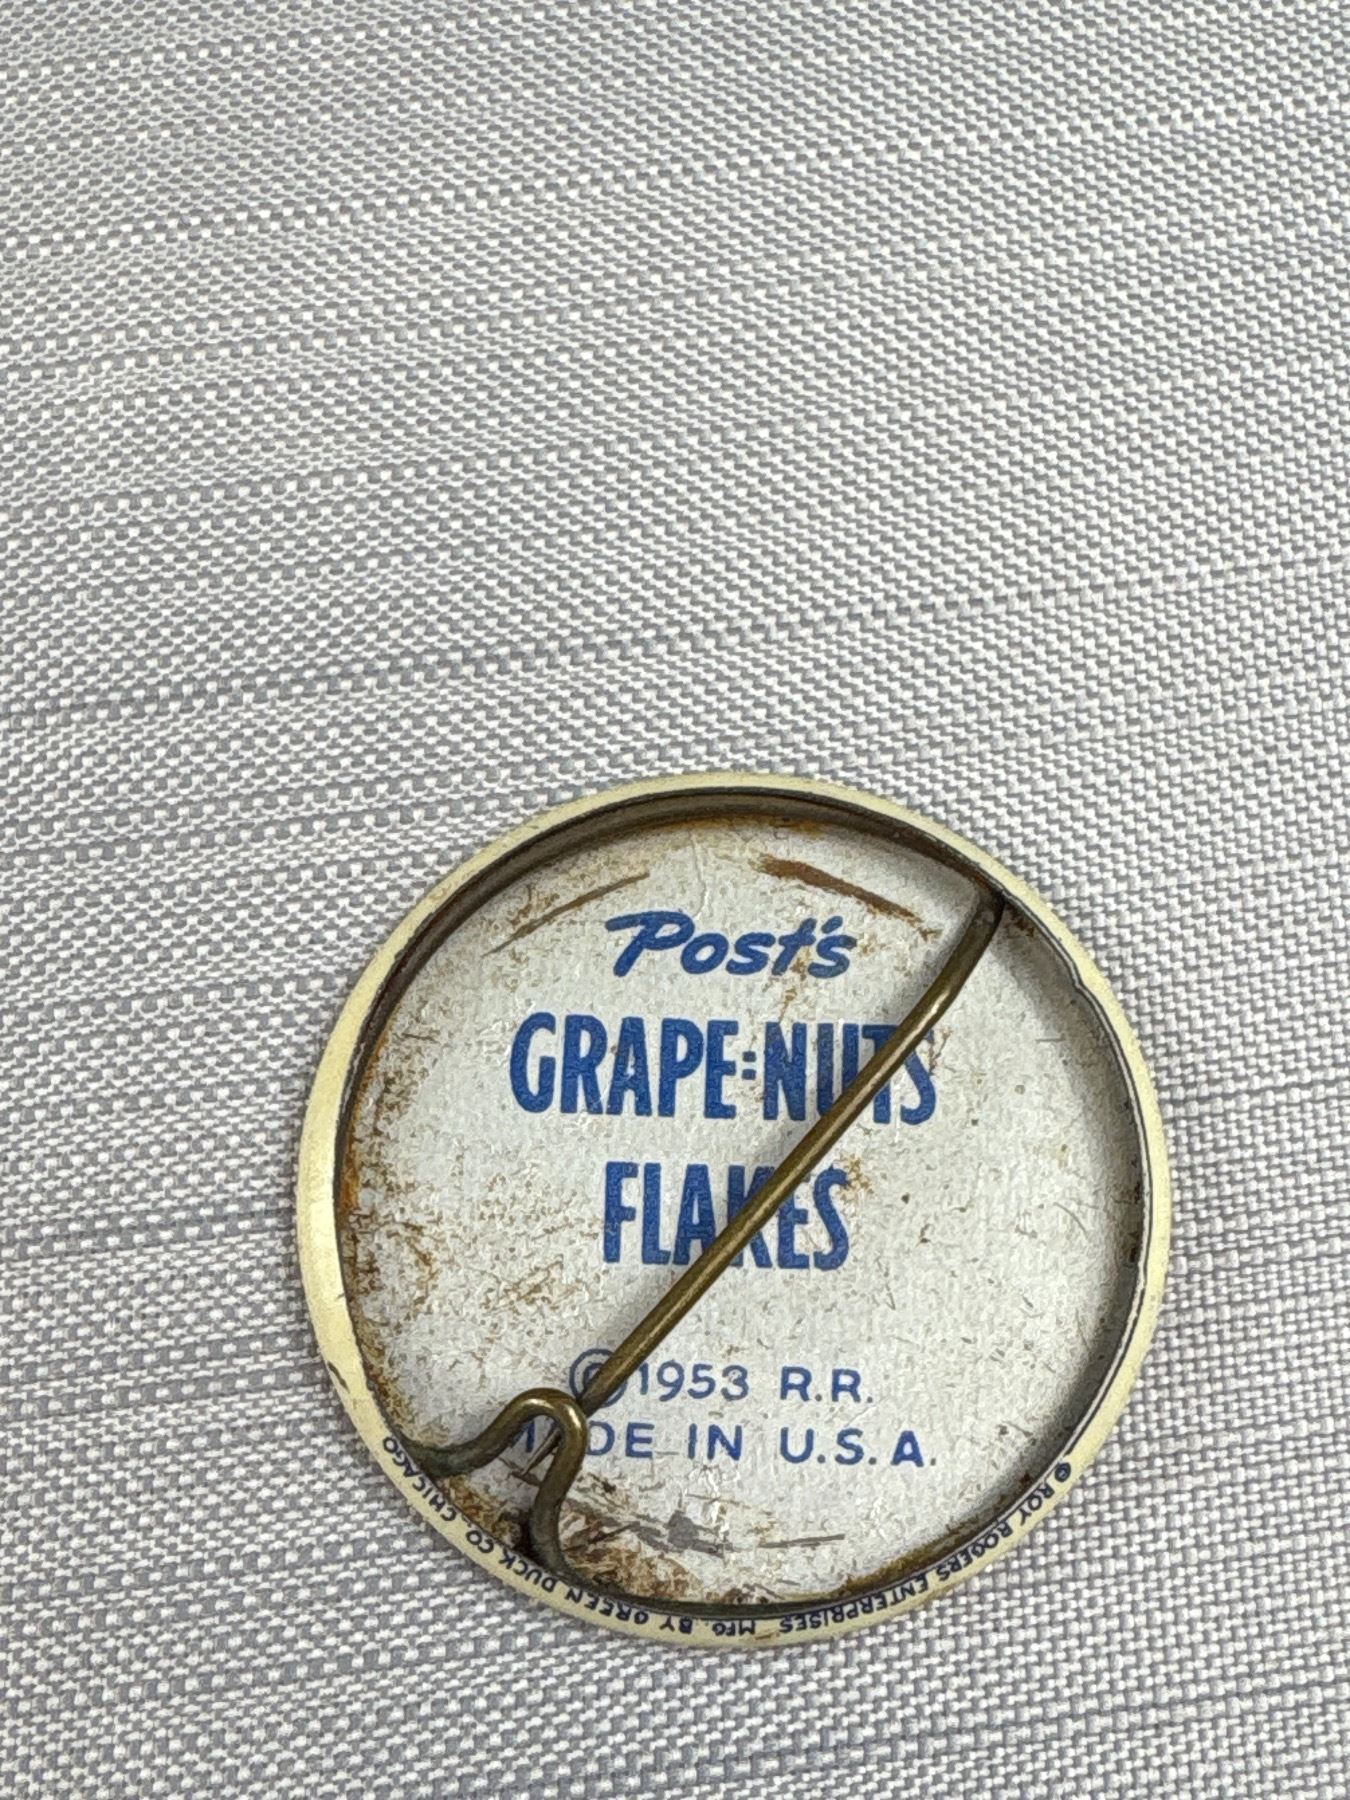 Post's
GRAPE=NUTS
FLAKES
©1953 R.R.
MADE IN U.S.A.
© ROY ROGERS ENTERPRISES MFG. BY GREEN DUCK CO. CHICAGO